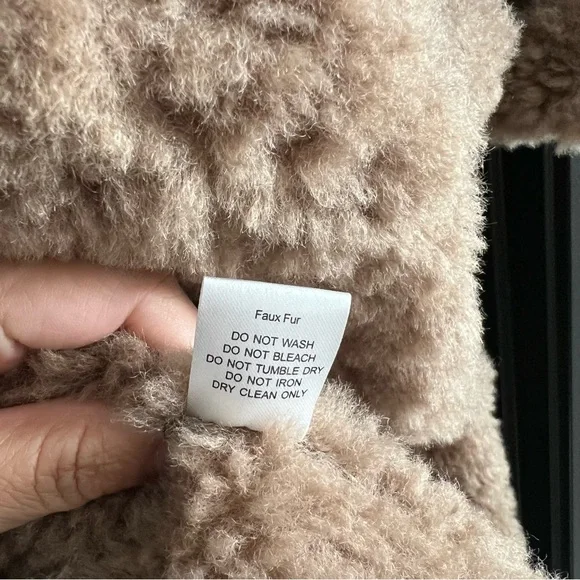 Faux Fur
DO NOT WASH
DO NOT BLEACH
DO NOT TUMBLE DRY
DO NOT IRON
DRY CLEAN ONLY